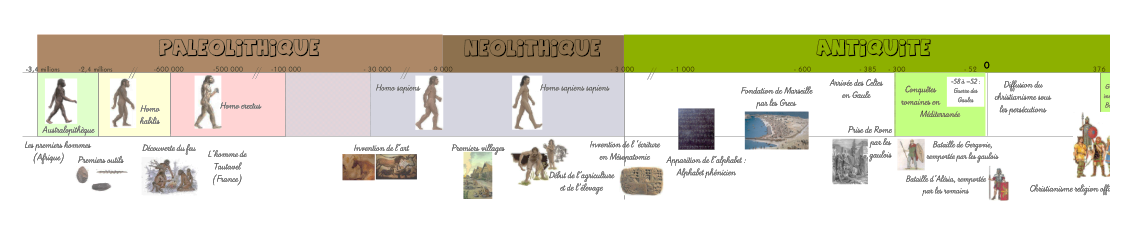 PALEOLITHIQUE
NEOLITHIQUE
ANTIQUITE
-3,4 millions
-2,4 millions
-600 000
-500 000
-100 000
-30 000
-9 000
-3 000
-1 000
-600
-385
-300
-52
0
376
Australopithèque
Homo
habilis
Homo erectus
Homo sapiens
Homo sapiens sapiens
Fondation de Marseille
par les Grecs
Arrivée des Celtes
en Gaule
Conquêtes
romaines en
Méditerranée
-58 à -52 :
Guerre des
Gaules
Diffusion du
christianisme sous
les persécutions
Les premiers hommes
(Afrique)
Premiers outils
Découverte du feu
L'homme de
Tautavel
(France)
Invention de l'art
Premiers villages
Début de l'agriculture
et de l'élevage
Invention de l'écriture
en Mésopotamie
Apparition de l'alphabet :
Alphabet phénicien
Prise de Rome
par les
gaulois
Bataille de Gergovie,
remportée par les gaulois
Bataille d'Alésia, remportée
par les romains
Christianisme religion offi